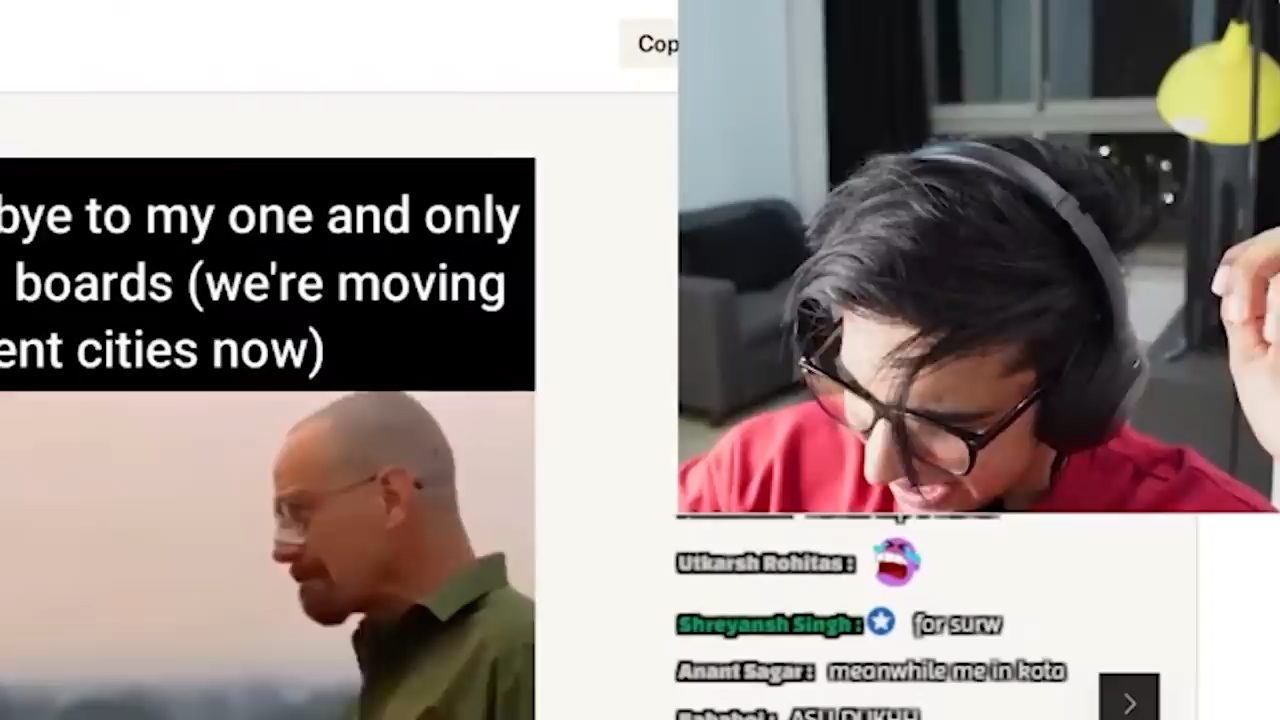 Cop
bye to my one and only
boards (we're moving
ent cities now)
Utkarsh Rohitas :
Shreyansh Singh : for surw
Anant Sagar : meanwhile me in kota